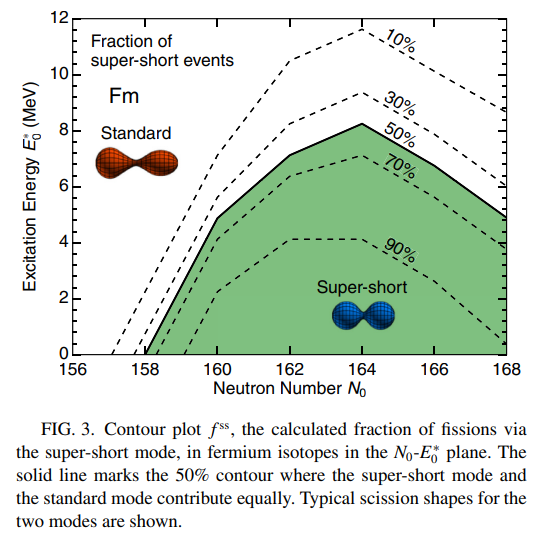 Fraction of
super-short events
Fm
Standard
10%
30%
50%
70%
90%
Super-short
12
10
8
6
4
2
0
Excitation Energy E₀* (MeV)
156 158 160 162 164 166 168
Neutron Number N₀
FIG. 3. Contour plot fˢˢ, the calculated fraction of fissions via
the super-short mode, in fermium isotopes in the N₀-E₀* plane. The
solid line marks the 50% contour where the super-short mode and
the standard mode contribute equally. Typical scission shapes for the
two modes are shown.